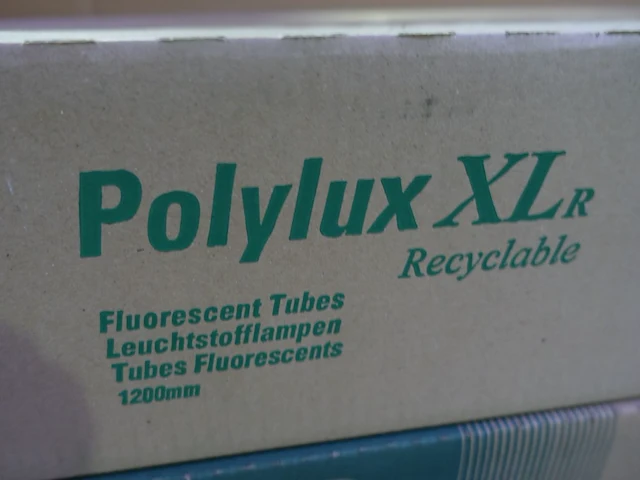 Polylux XLR
Recyclable
Fluorescent Tubes
Leuchtstofflampen
Tubes Fluorescents
1200mm